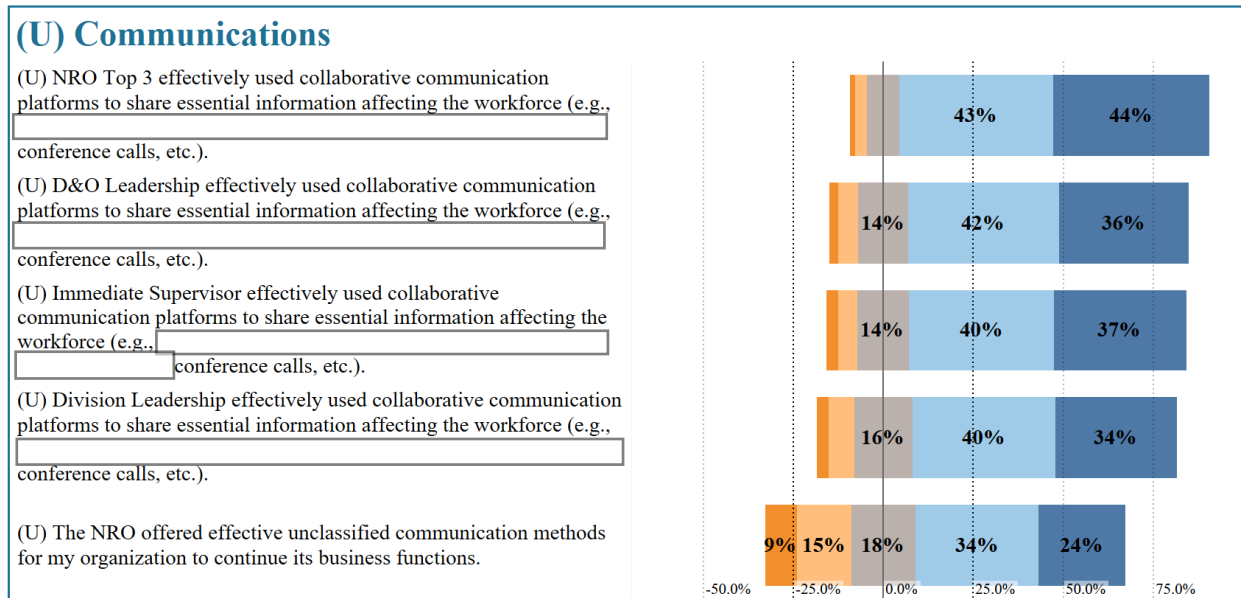 (U) Communications
(U) NRO Top 3 effectively used collaborative communication
platforms to share essential information affecting the workforce (e.g.,
conference calls, etc.).
43% 44%
(U) D&O Leadership effectively used collaborative communication
platforms to share essential information affecting the workforce (e.g.,
conference calls, etc.).
14% 42% 36%
(U) Immediate Supervisor effectively used collaborative
communication platforms to share essential information affecting the
workforce (e.g.,
conference calls, etc.).
14% 40% 37%
(U) Division Leadership effectively used collaborative communication
platforms to share essential information affecting the workforce (e.g.,
conference calls, etc.).
16% 40% 34%
(U) The NRO offered effective unclassified communication methods
for my organization to continue its business functions.
9% 15% 18% 34% 24%
-50.0% -25.0% 0.0% 25.0% 50.0% 75.0%